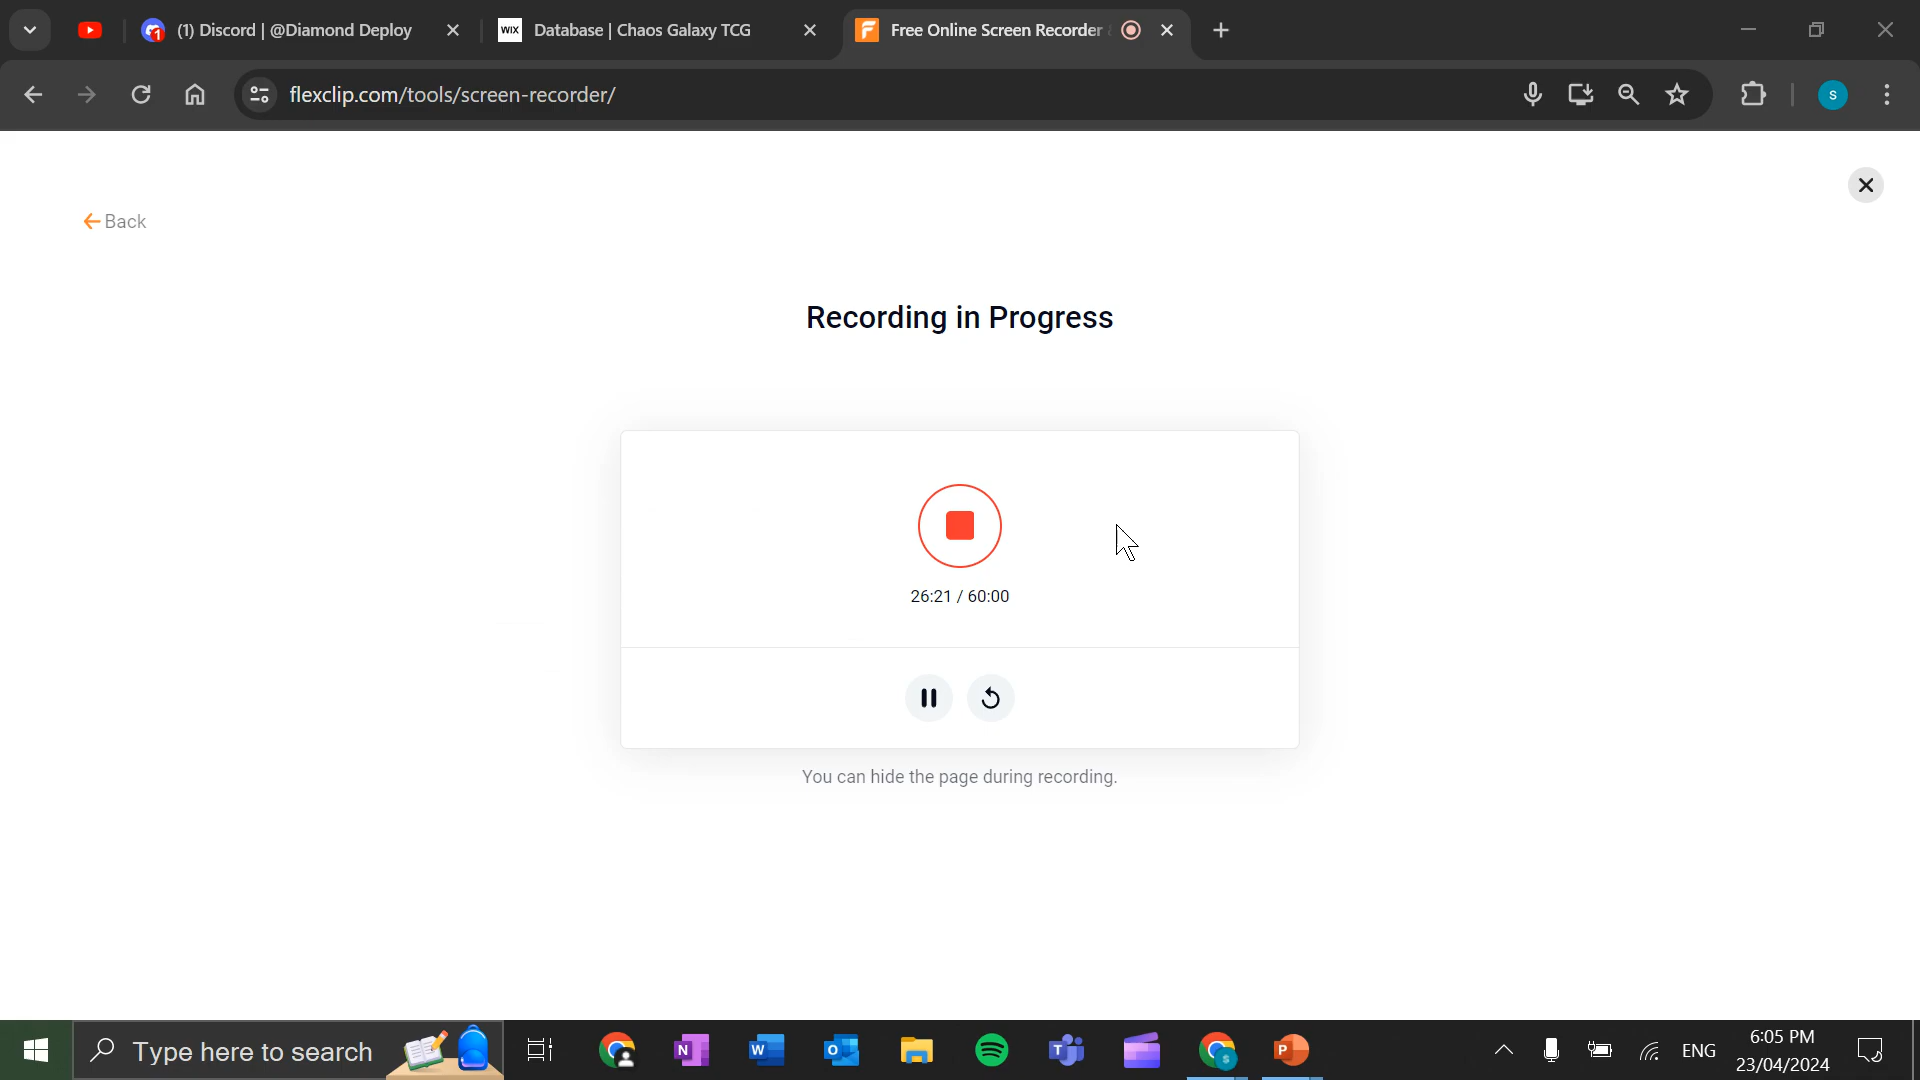 (1) Discord | @Diamond Deploy
WIX
Database | Chaos Galaxy TCG
Free Online Screen Recorder
flexclip.com/tools/screen-recorder/
s
Back
Recording in Progress
26:21 / 60:00
You can hide the page during recording.
Type here to search
N
W
O
T
S
P
ENG
6:05 PM
23/04/2024